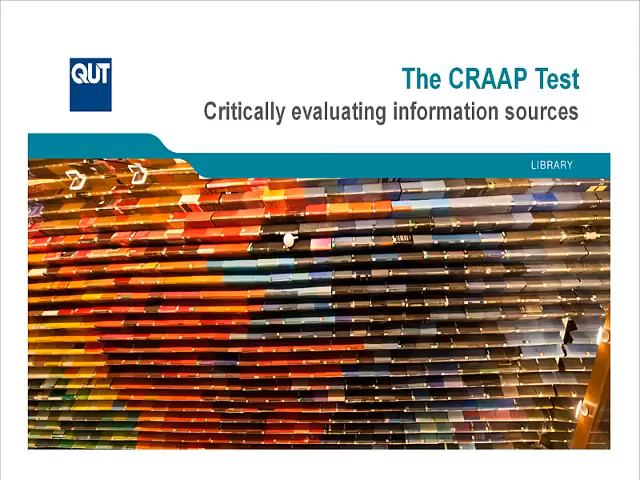 QUT
The CRAAP Test
Critically evaluating information sources
LIBRARY